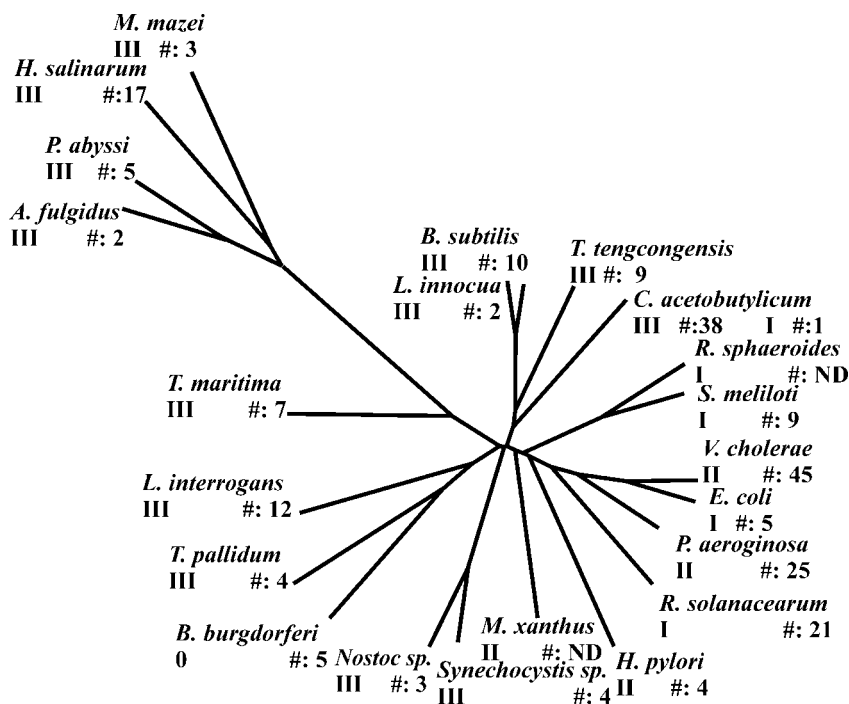 M. mazei
III #: 3
H. salinarum
III #:17
P. abyssi
III #: 5
A. fulgidus
III #: 2
B. subtilis
III #: 10
L. innocua
III #: 2
T. tengcongensis
III #: 9
C. acetobutylicum
III #:38 I #:1
R. sphaeroides
I #: ND
S. meliloti
I #: 9
V. cholerae
II #: 45
E. coli
I #: 5
P. aeroginosa
II #: 25
R. solanacearum
I #: 21
T. maritima
III #: 7
L. interrogans
III #: 12
T. pallidum
III #: 4
B. burgdorferi
0 #: 5
Nostoc sp.
III #: 3
Synechocystis sp.
III #: 4
M. xanthus
II #: ND
H. pylori
II #: 4